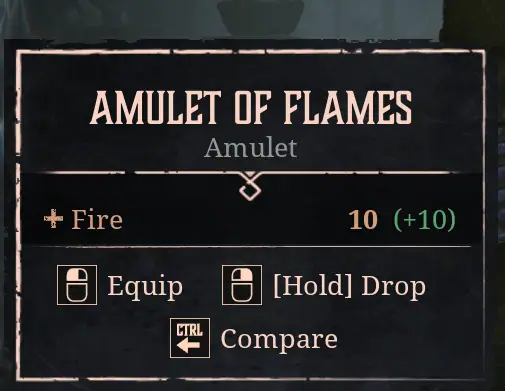 AMULET OF FLAMES
Amulet
Fire 10 (+10)
Equip [Hold] Drop
CTRL Compare